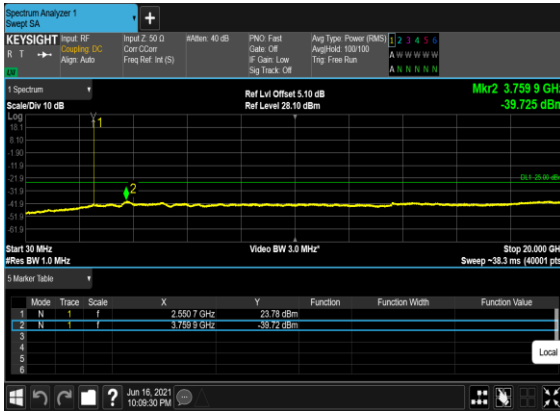 Spectrum Analyzer 1
Swept SA
+
KEYSIGHT
R T
LXI
Input: RF
Coupling: DC
Align: Auto
Input Z: 50 Ω
Corr CCorr
Freq Ref: Int (S)
#Atten: 40 dB
PNO: Fast
Gate: Off
IF Gain: Low
Sig Track: Off
Avg Type: Power (RMS)
Avg|Hold: 100/100
Trig: Free Run
1 2 3 4 5 6
A W W W W W
A N N N N N
1 Spectrum
Scale/Div 10 dB
Ref Lvl Offset 5.10 dB
Ref Level 28.10 dBm
Mkr2 3.759 9 GHz
-39.725 dBm
Log
18.1
8.10
-1.90
-11.9
-21.9
-31.9
-41.9
-51.9
-61.9
1
2
DL1 -25.00 dBm
Start 30 MHz
#Res BW 1.0 MHz
Video BW 3.0 MHz*
Stop 20.000 GHz
Sweep ~38.3 ms (40001 pts)
5 Marker Table
Mode Trace Scale X Y Function Function Width Function Value
1 N 1 f 2.550 7 GHz 23.78 dBm
2 N 1 f 3.759 9 GHz -39.72 dBm
3
4
5
6
Local
?
Jun 16, 2021
10:09:30 PM